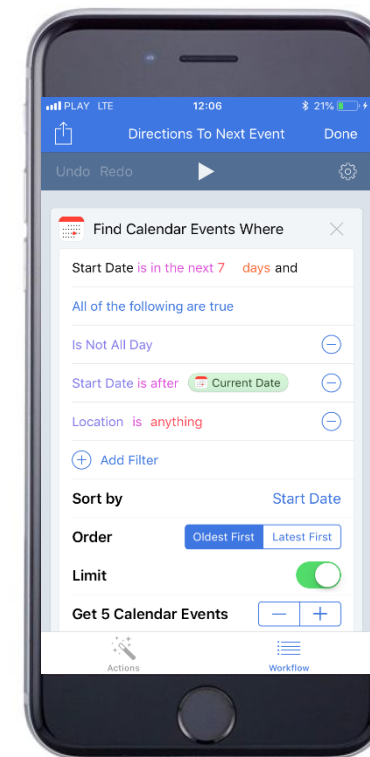 PLAY LTE 12:06 21%
Directions To Next Event Done
Undo Redo
Find Calendar Events Where
Start Date is in the next 7 days and
All of the following are true
Is Not All Day
Start Date is after Current Date
Location is anything
Add Filter
Sort by Start Date
Order Oldest First Latest First
Limit
Get 5 Calendar Events
Actions Workflow